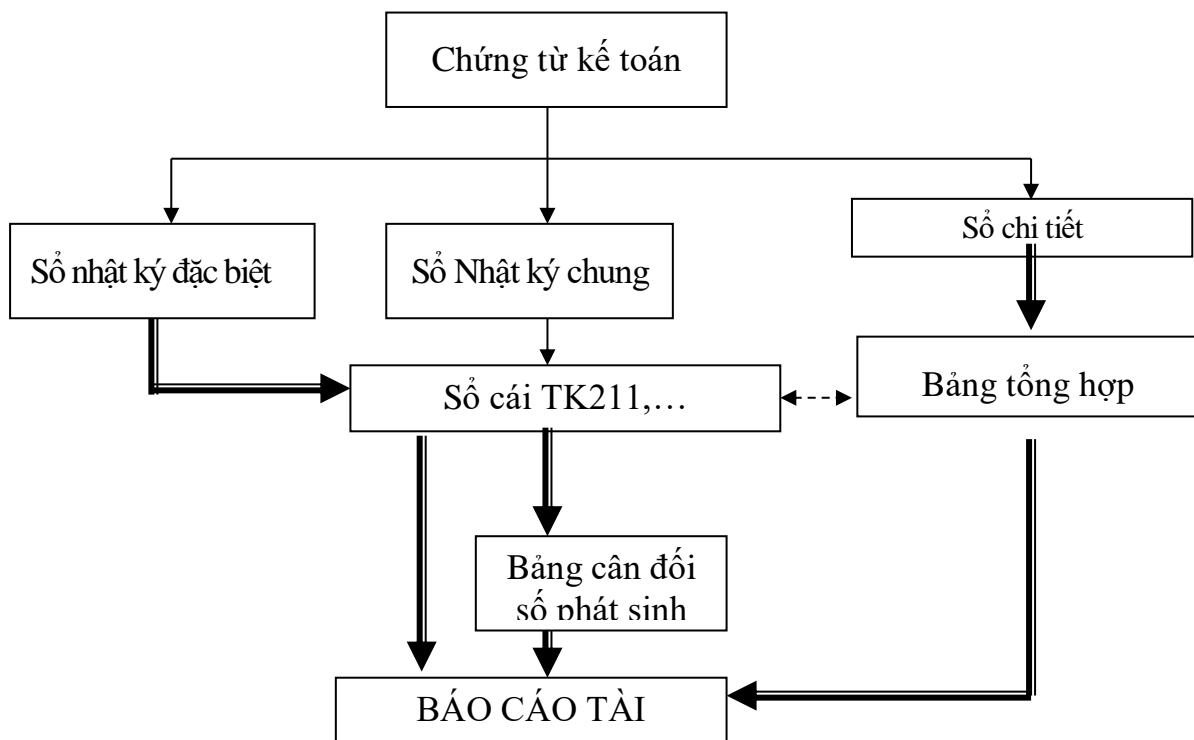 Chứng từ kế toán
Sổ nhật ký đặc biệt
Sổ Nhật ký chung
Sổ chi tiết
Sổ cái TK211,…
Bảng tổng hợp
Bảng cân đối
số phát sinh
BÁO CÁO TÀI